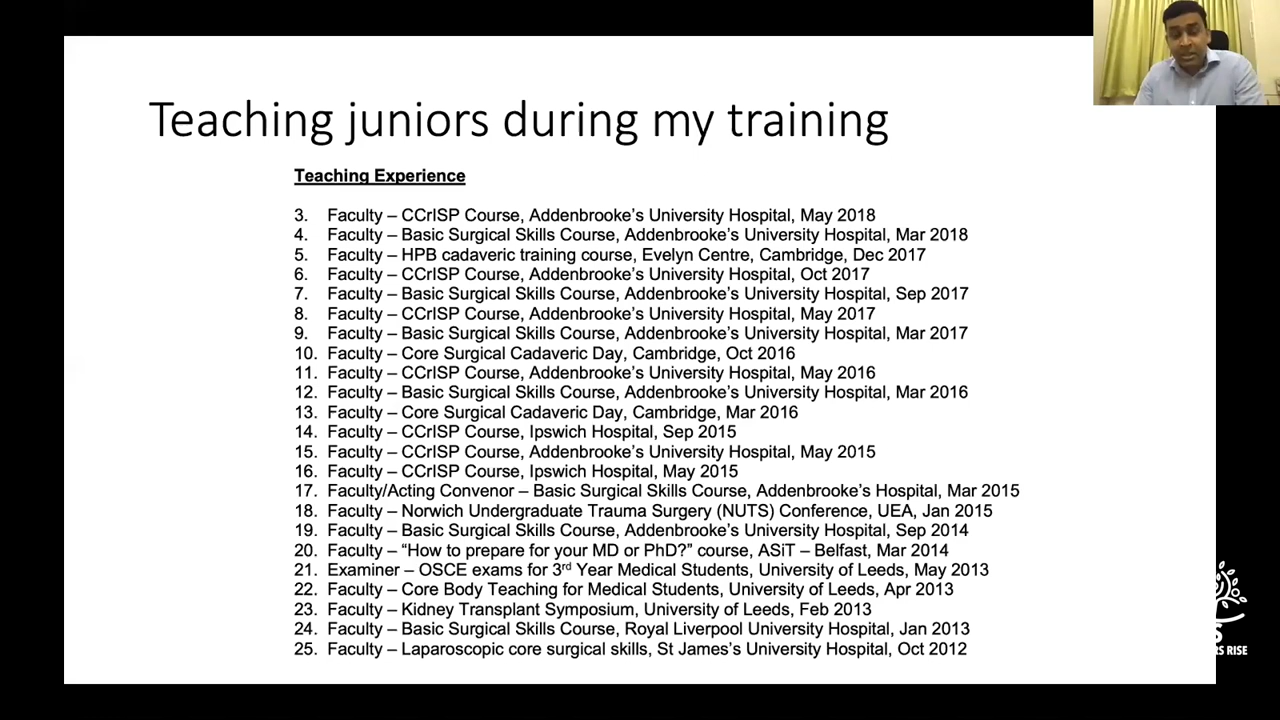 Teaching juniors during my training
Teaching Experience
3. Faculty – CCrISP Course, Addenbrooke's University Hospital, May 2018
4. Faculty – Basic Surgical Skills Course, Addenbrooke's University Hospital, Mar 2018
5. Faculty – HPB cadaveric training course, Evelyn Centre, Cambridge, Dec 2017
6. Faculty – CCrISP Course, Addenbrooke's University Hospital, Oct 2017
7. Faculty – Basic Surgical Skills Course, Addenbrooke's University Hospital, Sep 2017
8. Faculty – CCrISP Course, Addenbrooke's University Hospital, May 2017
9. Faculty – Basic Surgical Skills Course, Addenbrooke's University Hospital, Mar 2017
10. Faculty – Core Surgical Cadaveric Day, Cambridge, Oct 2016
11. Faculty – CCrISP Course, Addenbrooke's University Hospital, May 2016
12. Faculty – Basic Surgical Skills Course, Addenbrooke's University Hospital, Mar 2016
13. Faculty – Core Surgical Cadaveric Day, Cambridge, Mar 2016
14. Faculty – CCrISP Course, Ipswich Hospital, Sep 2015
15. Faculty – CCrISP Course, Addenbrooke's University Hospital, May 2015
16. Faculty – CCrISP Course, Ipswich Hospital, May 2015
17. Faculty/Acting Convenor – Basic Surgical Skills Course, Addenbrooke's Hospital, Mar 2015
18. Faculty – Norwich Undergraduate Trauma Surgery (NUTS) Conference, UEA, Jan 2015
19. Faculty – Basic Surgical Skills Course, Addenbrooke's University Hospital, Sep 2014
20. Faculty – “How to prepare for your MD or PhD?” course, ASiT – Belfast, Mar 2014
21. Examiner – OSCE exams for 3rd Year Medical Students, University of Leeds, May 2013
22. Faculty – Core Body Teaching for Medical Students, University of Leeds, Apr 2013
23. Faculty – Kidney Transplant Symposium, University of Leeds, Feb 2013
24. Faculty – Basic Surgical Skills Course, Royal Liverpool University Hospital, Jan 2013
25. Faculty – Laparoscopic core surgical skills, St James's University Hospital, Oct 2012
RISE